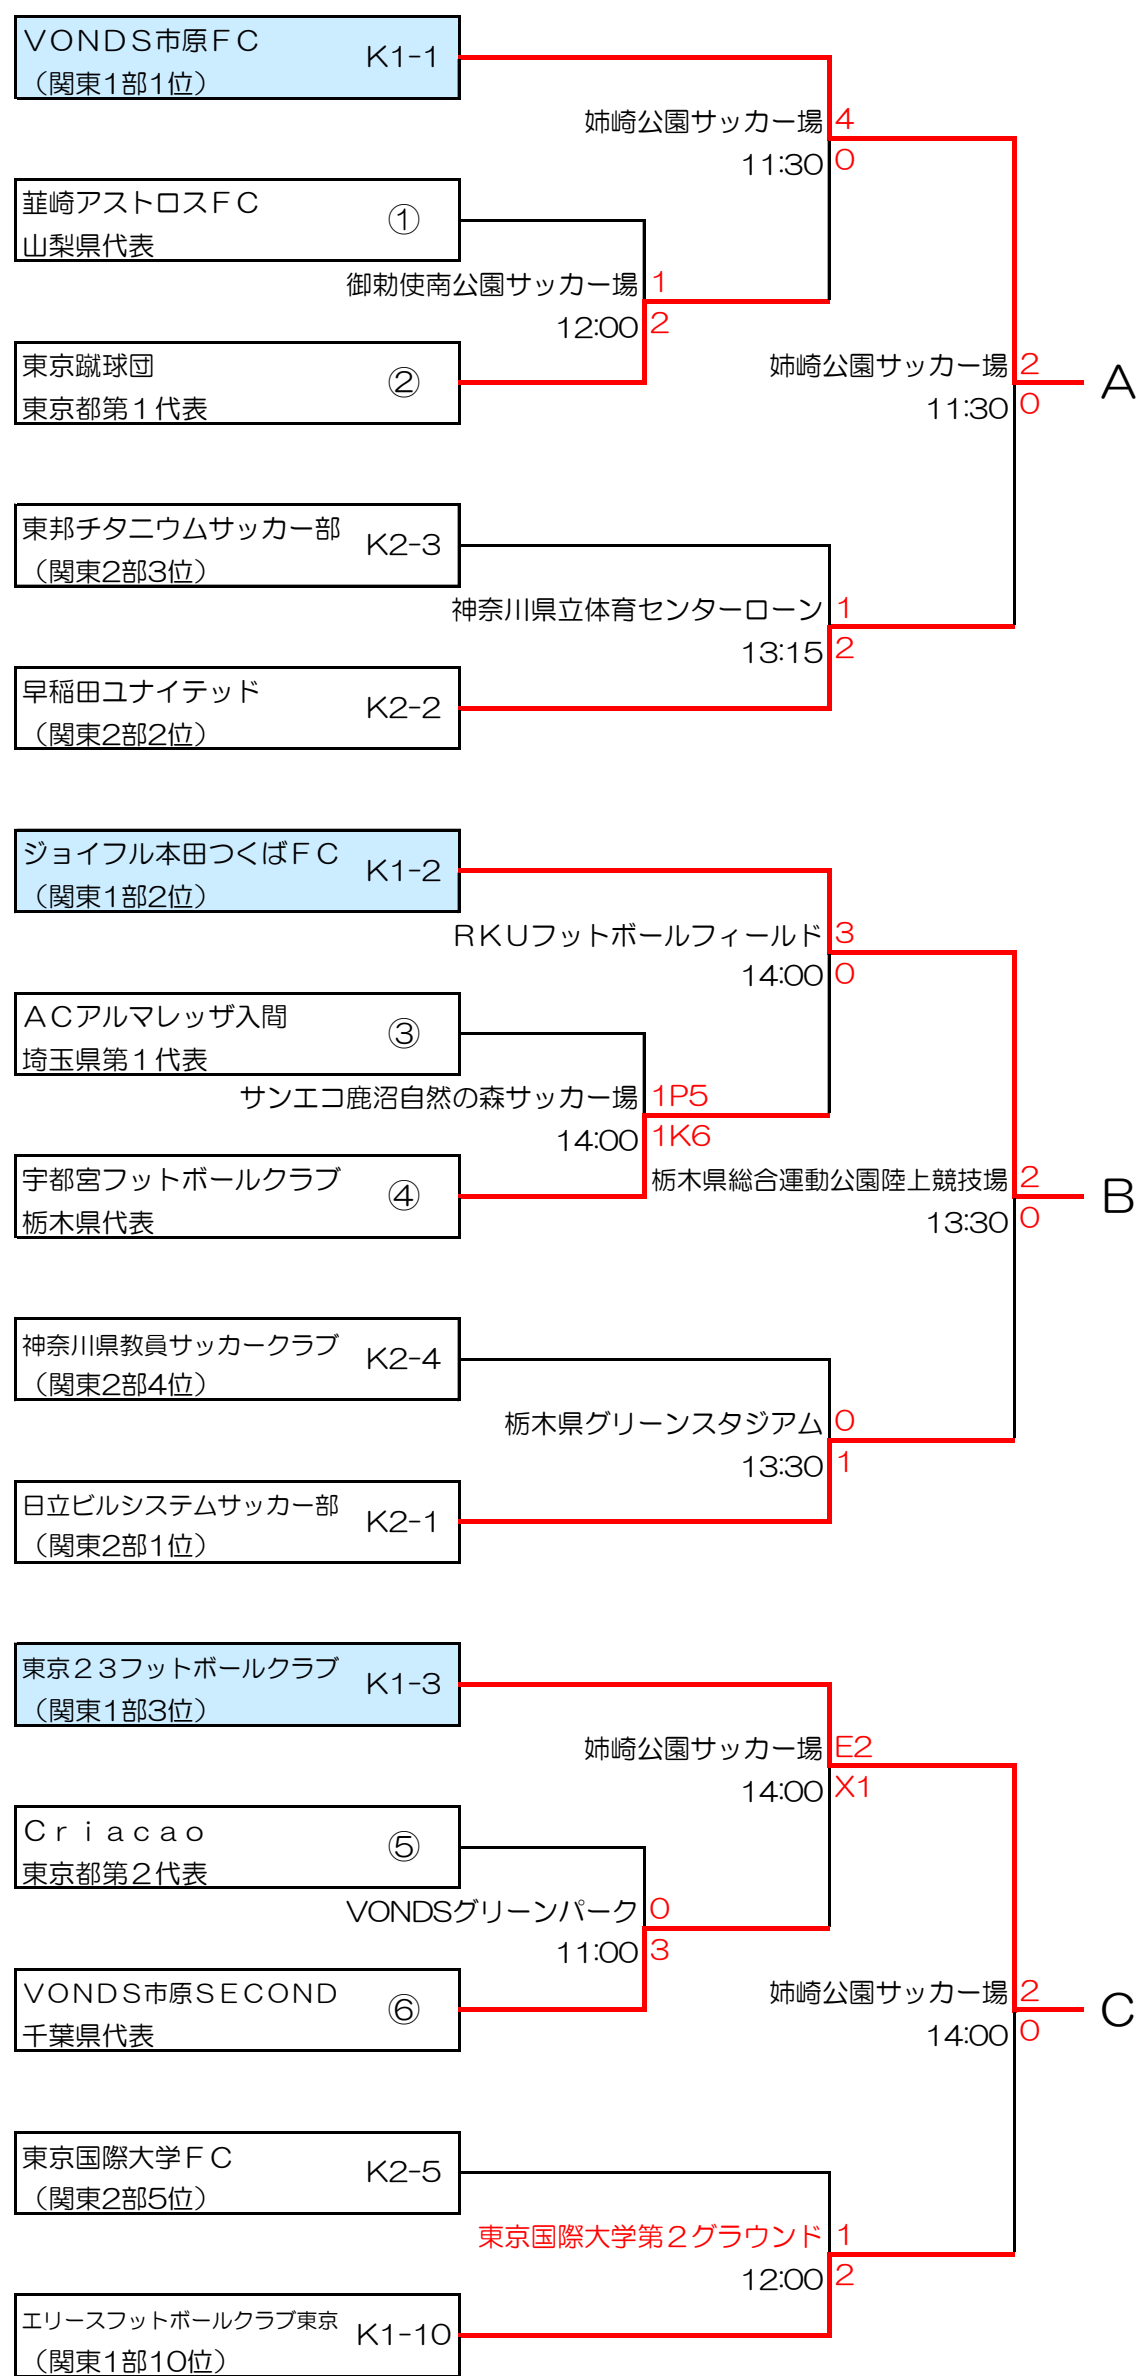 ＶＯＮＤＳ市原ＦＣ
（関東1部1位）
K1-1
姉崎公園サッカー場
4
11:30
0
韮崎アストロスＦＣ
山梨県代表
①
御勅使南公園サッカー場
1
12:00
2
東京蹴球団
東京都第１代表
②
姉崎公園サッカー場
2
11:30
0
A
東邦チタニウムサッカー部
（関東2部3位）
K2-3
神奈川県立体育センターローン
1
13:15
2
早稲田ユナイテッド
（関東2部2位）
K2-2
ジョイフル本田つくばＦＣ
（関東1部2位）
K1-2
ＲＫＵフットボールフィールド
3
14:00
0
ＡＣアルマレッザ入間
埼玉県第１代表
③
サンエコ鹿沼自然の森サッカー場
1P5
14:00
1K6
宇都宮フットボールクラブ
栃木県代表
④
栃木県総合運動公園陸上競技場
2
13:30
0
B
神奈川県教員サッカークラブ
（関東2部4位）
K2-4
栃木県グリーンスタジアム
0
13:30
1
日立ビルシステムサッカー部
（関東2部1位）
K2-1
東京２３フットボールクラブ
（関東1部3位）
K1-3
姉崎公園サッカー場
E2
14:00
X1
Ｃｒｉａｃａｏ
東京都第２代表
⑤
VONDSグリーンパーク
0
11:00
3
ＶＯＮＤＳ市原ＳＥＣＯＮＤ
千葉県代表
⑥
姉崎公園サッカー場
2
14:00
0
C
東京国際大学ＦＣ
（関東2部5位）
K2-5
東京国際大学第２グラウンド
1
12:00
2
エリースフットボールクラブ東京
（関東1部10位）
K1-10